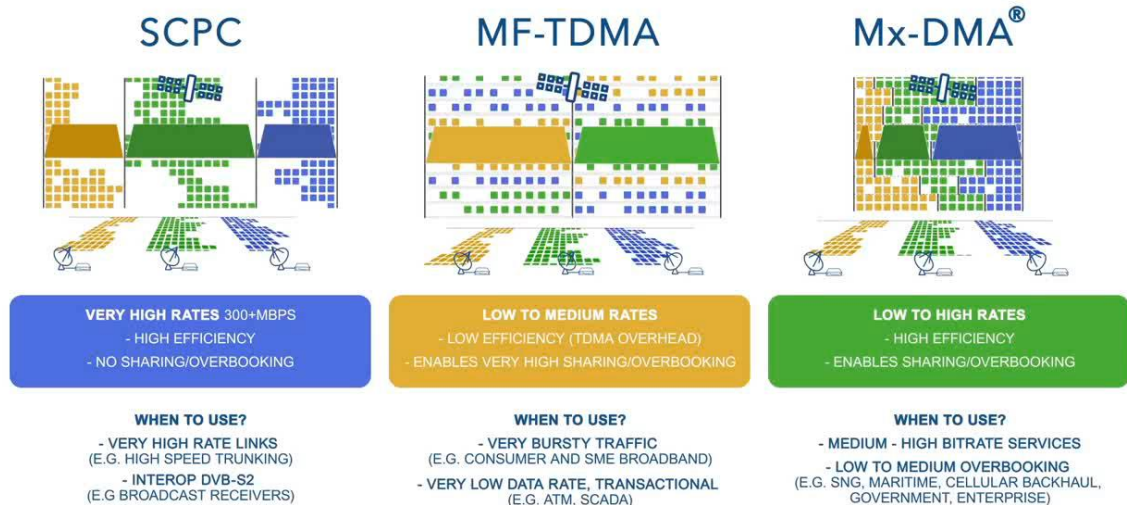 SCPC
MF-TDMA
Mx-DMA®
VERY HIGH RATES 300+MBPS
- HIGH EFFICIENCY
- NO SHARING/OVERBOOKING
LOW TO MEDIUM RATES
- LOW EFFICIENCY (TDMA OVERHEAD)
- ENABLES VERY HIGH SHARING/OVERBOOKING
LOW TO HIGH RATES
- HIGH EFFICIENCY
- ENABLES SHARING/OVERBOOKING
WHEN TO USE?
- VERY HIGH RATE LINKS
(E.G. HIGH SPEED TRUNKING)
- INTEROP DVB-S2
(E.G BROADCAST RECEIVERS)
WHEN TO USE?
- VERY BURSTY TRAFFIC
(E.G. CONSUMER AND SME BROADBAND)
- VERY LOW DATA RATE, TRANSACTIONAL
(E.G. ATM, SCADA)
WHEN TO USE?
- MEDIUM - HIGH BITRATE SERVICES
- LOW TO MEDIUM OVERBOOKING
(E.G. SNG, MARITIME, CELLULAR BACKHAUL,
GOVERNMENT, ENTERPRISE)